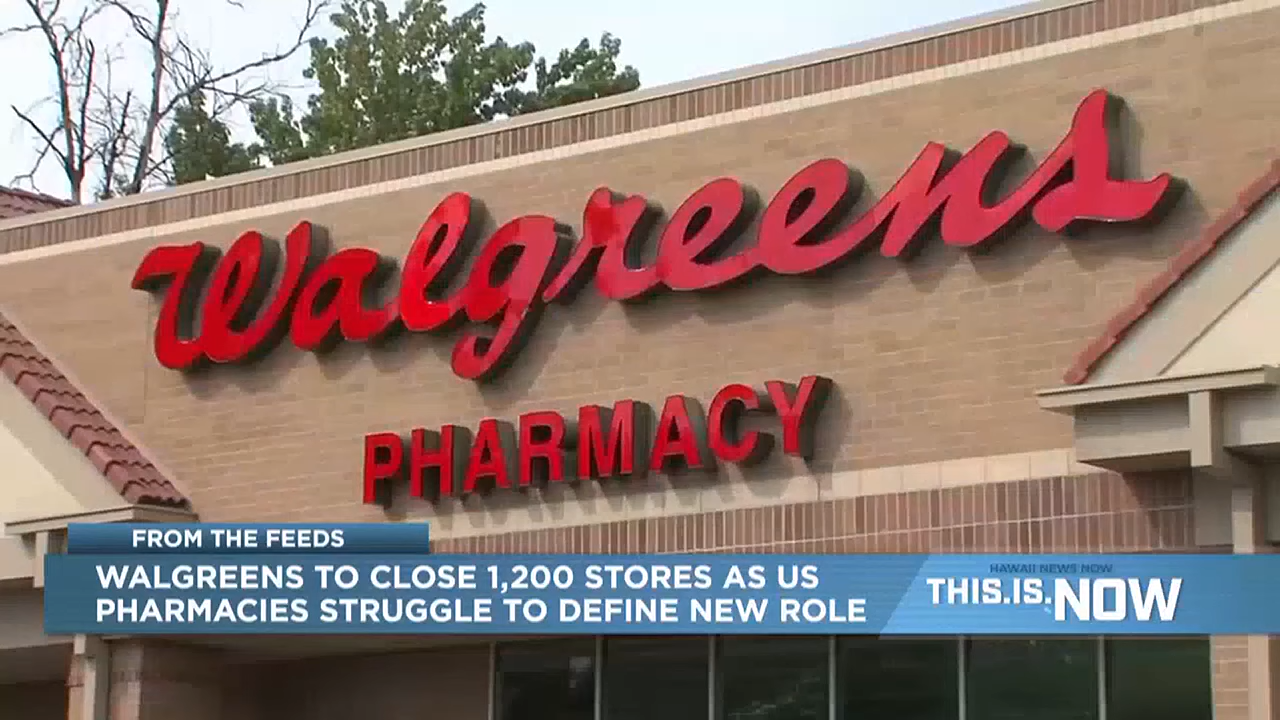 Walgreens
PHARMACY
FROM THE FEEDS
WALGREENS TO CLOSE 1,200 STORES AS US
PHARMACIES STRUGGLE TO DEFINE NEW ROLE
HAWAII NEWS NOW
THIS.IS.NOW